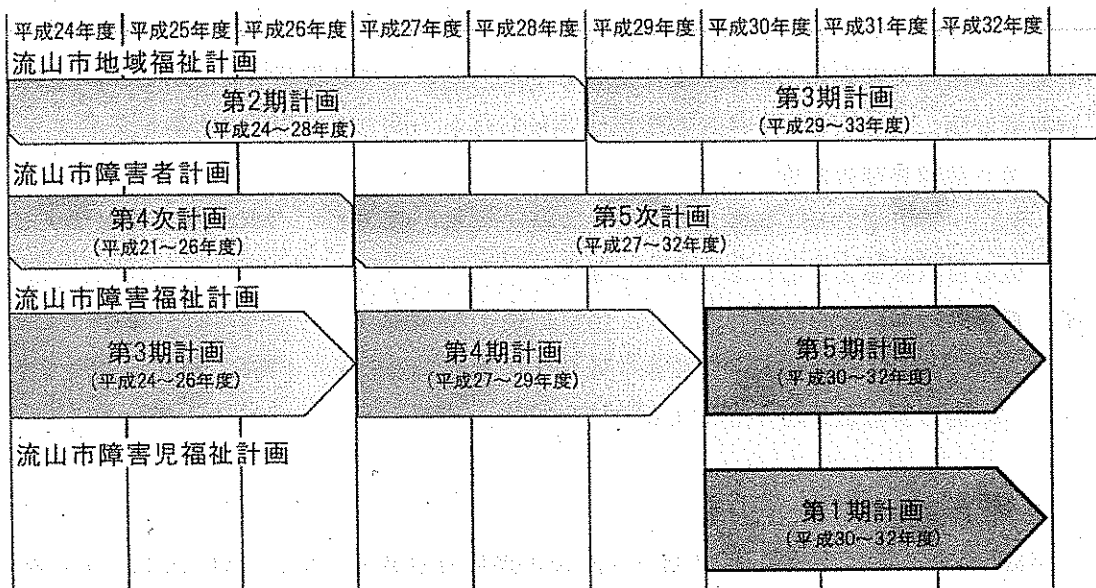 平成24年度 平成25年度 平成26年度 平成27年度 平成28年度 平成29年度 平成30年度 平成31年度 平成32年度
流山市地域福祉計画
第2期計画 第3期計画
(平成24~28年度) (平成29~33年度)
流山市障害者計画
第4次計画 第5次計画
(平成21~26年度) (平成27~32年度)
流山市障害福祉計画
第3期計画 第4期計画 第5期計画
(平成24~26年度) (平成27~29年度) (平成30~32年度)
流山市障害児福祉計画
第1期計画
(平成30~32年度)